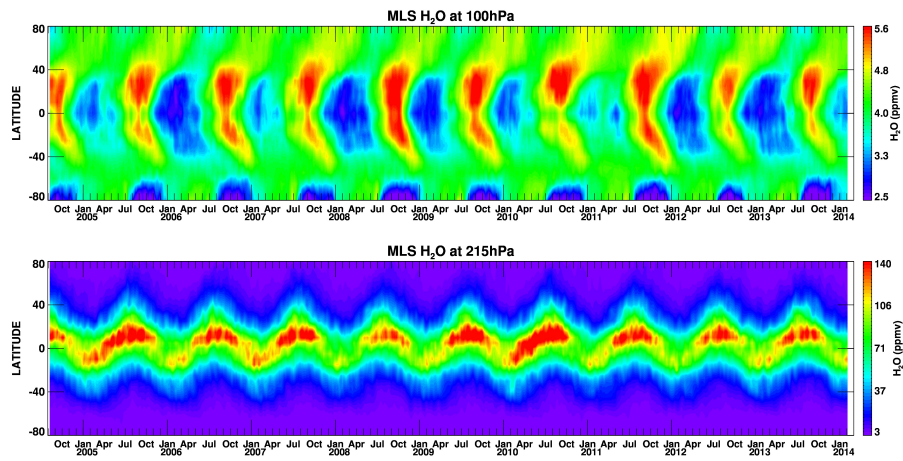 MLS H₂O at 100hPa
80
40
0
-40
-80
LATITUDE
Oct Jan Apr Jul Oct Jan Apr Jul Oct Jan Apr Jul Oct Jan Apr Jul Oct Jan Apr Jul Oct Jan Apr Jul Oct Jan Apr Jul Oct Jan Apr Jul Oct Jan Apr Jul Oct Jan
2005 2006 2007 2008 2009 2010 2011 2012 2013 2014
5.6
4.8
4.0
3.3
2.5
H₂O (ppmv)
MLS H₂O at 215hPa
80
40
0
-40
-80
LATITUDE
Oct Jan Apr Jul Oct Jan Apr Jul Oct Jan Apr Jul Oct Jan Apr Jul Oct Jan Apr Jul Oct Jan Apr Jul Oct Jan Apr Jul Oct Jan Apr Jul Oct Jan Apr Jul Oct Jan
2005 2006 2007 2008 2009 2010 2011 2012 2013 2014
140
106
71
37
3
H₂O (ppmv)